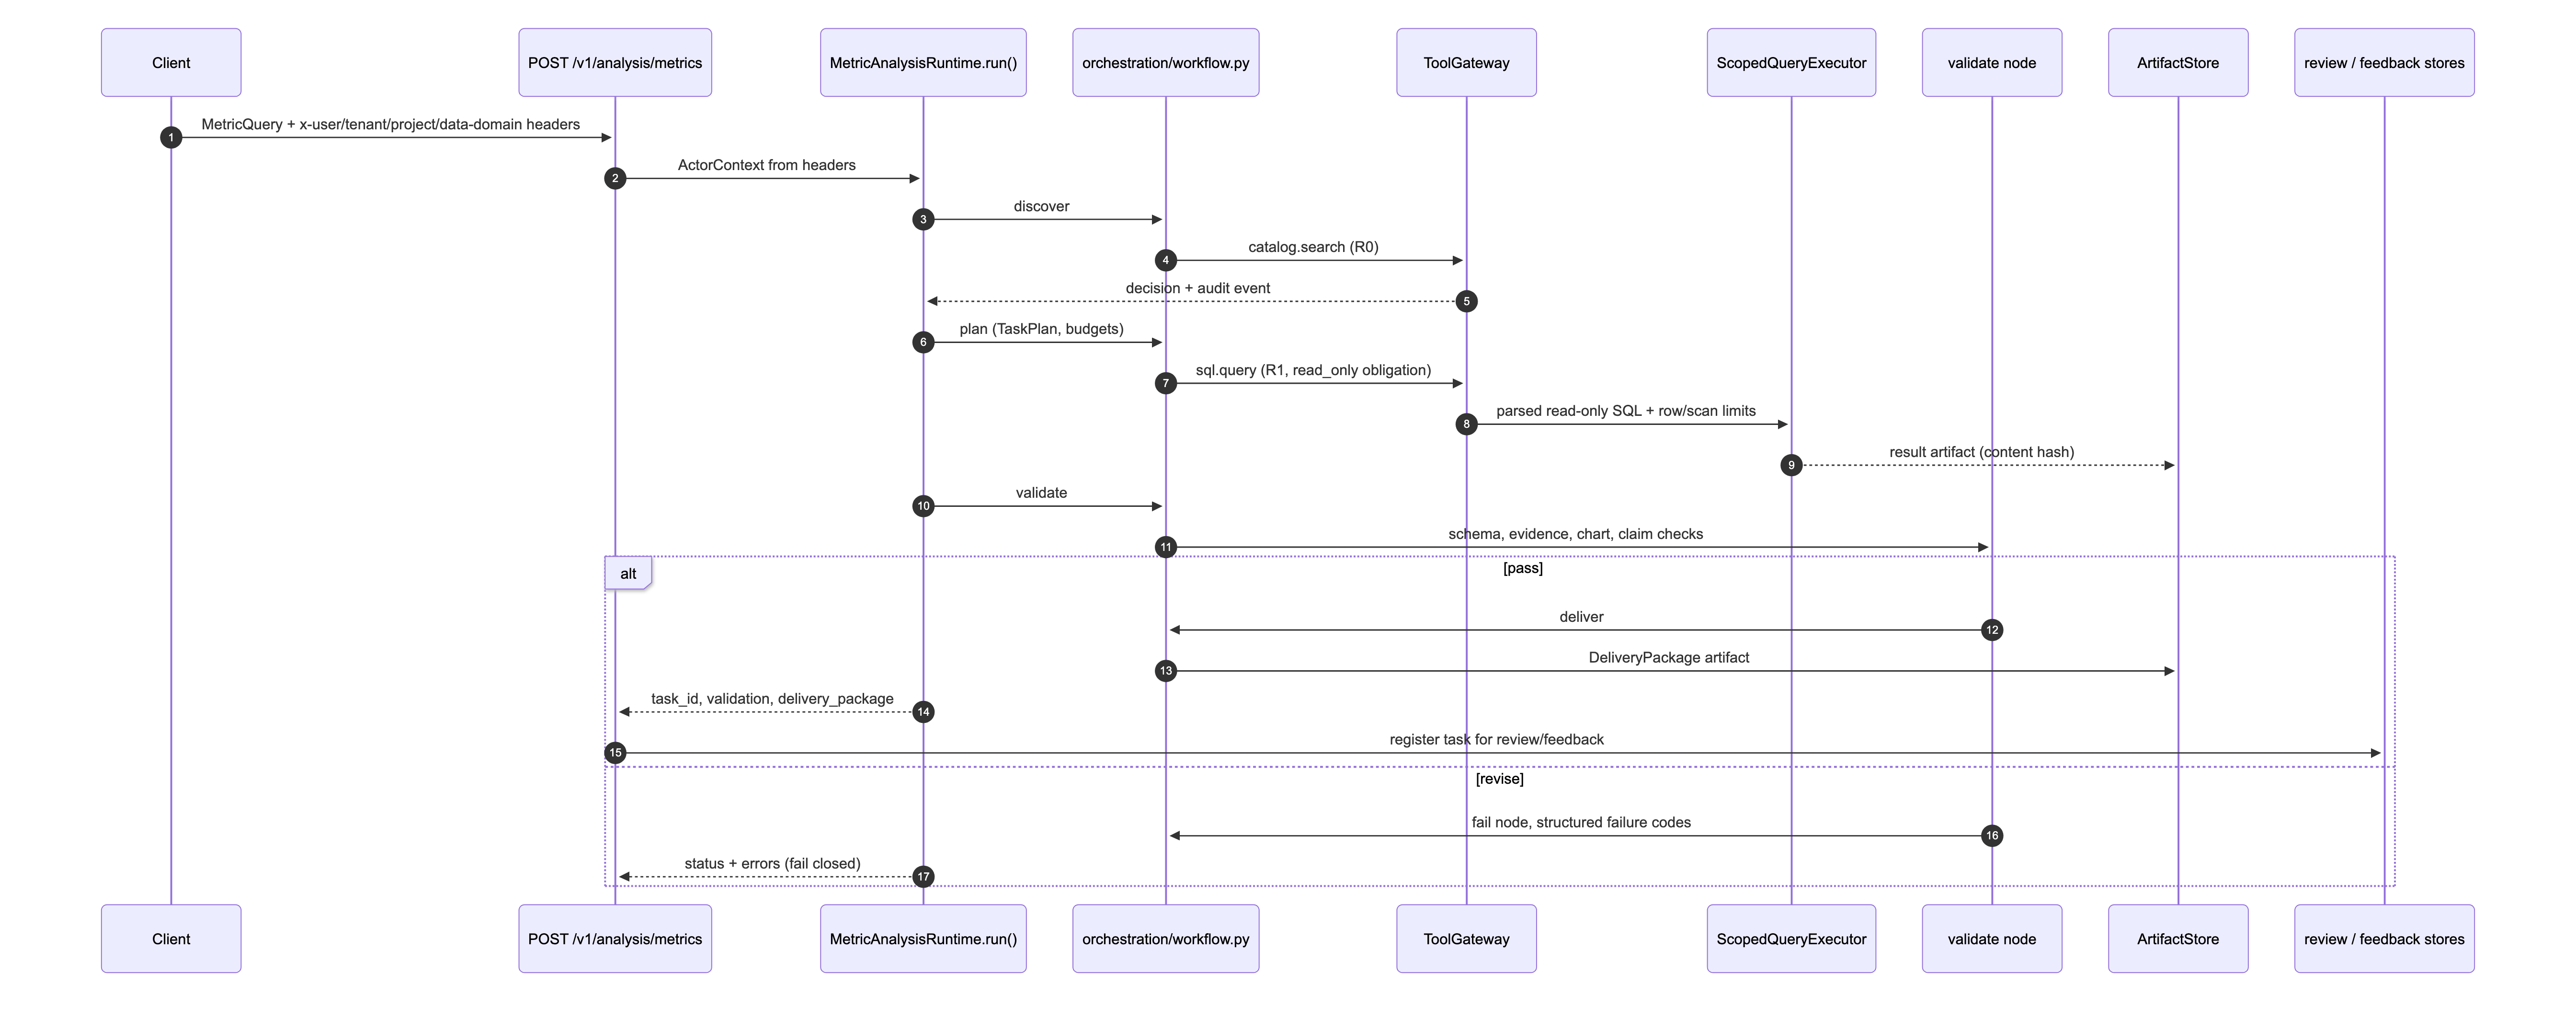 Client
POST /v1/analysis/metrics
MetricAnalysisRuntime.run()
orchestration/workflow.py
ToolGateway
ScopedQueryExecutor
validate node
ArtifactStore
review / feedback stores
MetricQuery + x-user/tenant/project/data-domain headers
1
ActorContext from headers
2
discover
3
catalog.search (R0)
4
decision + audit event
5
plan (TaskPlan, budgets)
6
sql.query (R1, read_only obligation)
7
parsed read-only SQL + row/scan limits
8
result artifact (content hash)
9
validate
10
schema, evidence, chart, claim checks
11
alt
[pass]
deliver
12
DeliveryPackage artifact
13
task_id, validation, delivery_package
14
register task for review/feedback
15
[revise]
fail node, structured failure codes
16
status + errors (fail closed)
17
Client
POST /v1/analysis/metrics
MetricAnalysisRuntime.run()
orchestration/workflow.py
ToolGateway
ScopedQueryExecutor
validate node
ArtifactStore
review / feedback stores